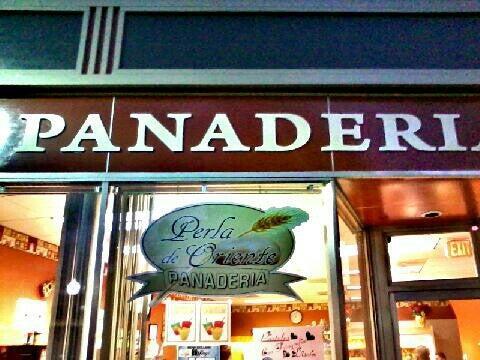 PANADERIA
Perla
de Oriente
PANADERIA
EXIT